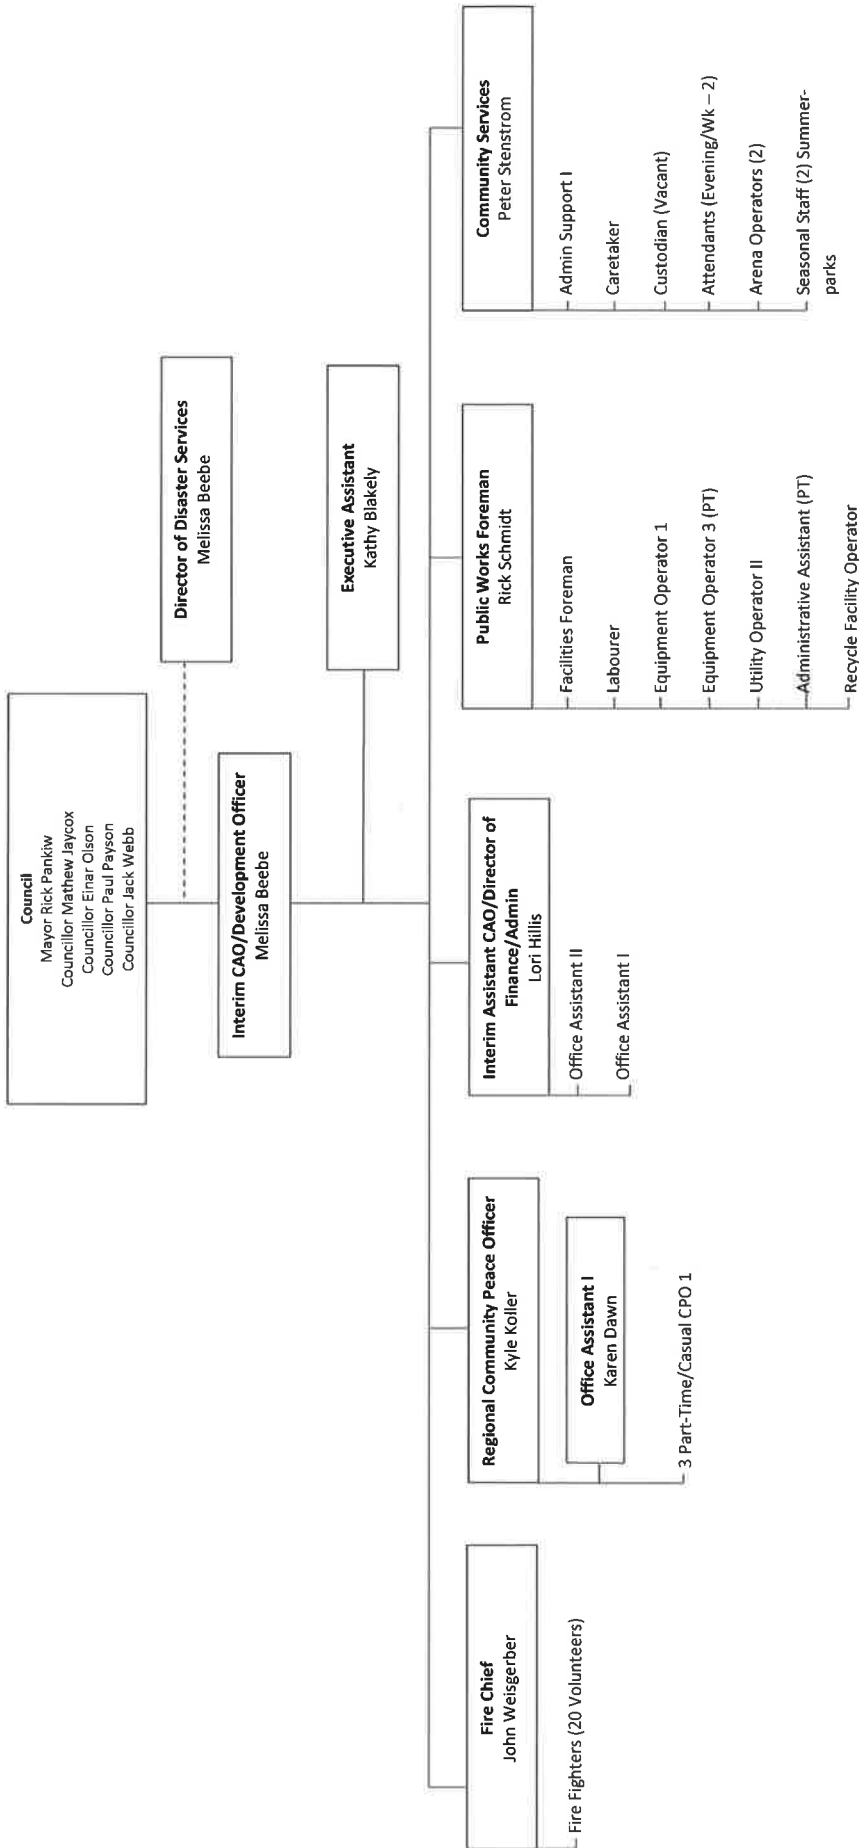 Council
Mayor Rick Pankiw
Councillor Mathew Jaycox
Councillor Einar Olson
Councillor Paul Payson
Councillor Jack Webb
Director of Disaster Services
Melissa Beebe
Interim CAO/Development Officer
Melissa Beebe
Executive Assistant
Kathy Blakely
Fire Chief
John Weisgerber
Fire Fighters (20 Volunteers)
Regional Community Peace Officer
Kyle Koller
Office Assistant I
Karen Dawn
3 Part-Time/Casual CPO 1
Interim Assistant CAO/Director of
Finance/Admin
Lori Hillis
Office Assistant II
Office Assistant I
Public Works Foreman
Rick Schmidt
Facilities Foreman
Labourer
Equipment Operator 1
Equipment Operator 3 (PT)
Utility Operator II
Administrative Assistant (PT)
Recycle Facility Operator
Community Services
Peter Stenstrom
Admin Support I
Caretaker
Custodian (Vacant)
Attendants (Evening/Wk – 2)
Arena Operators (2)
Seasonal Staff (2) Summer-
parks